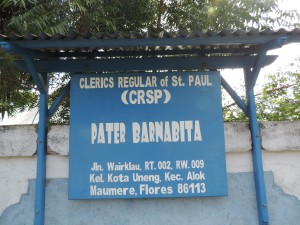 CLERICS REGULAR of St. PAUL
(CRSP)
PATER BARNABITA
Jln. Wairklau, RT. 002, RW. 009
Kel. Kota Uneng, Kec. Alok
Maumere, Flores 86113